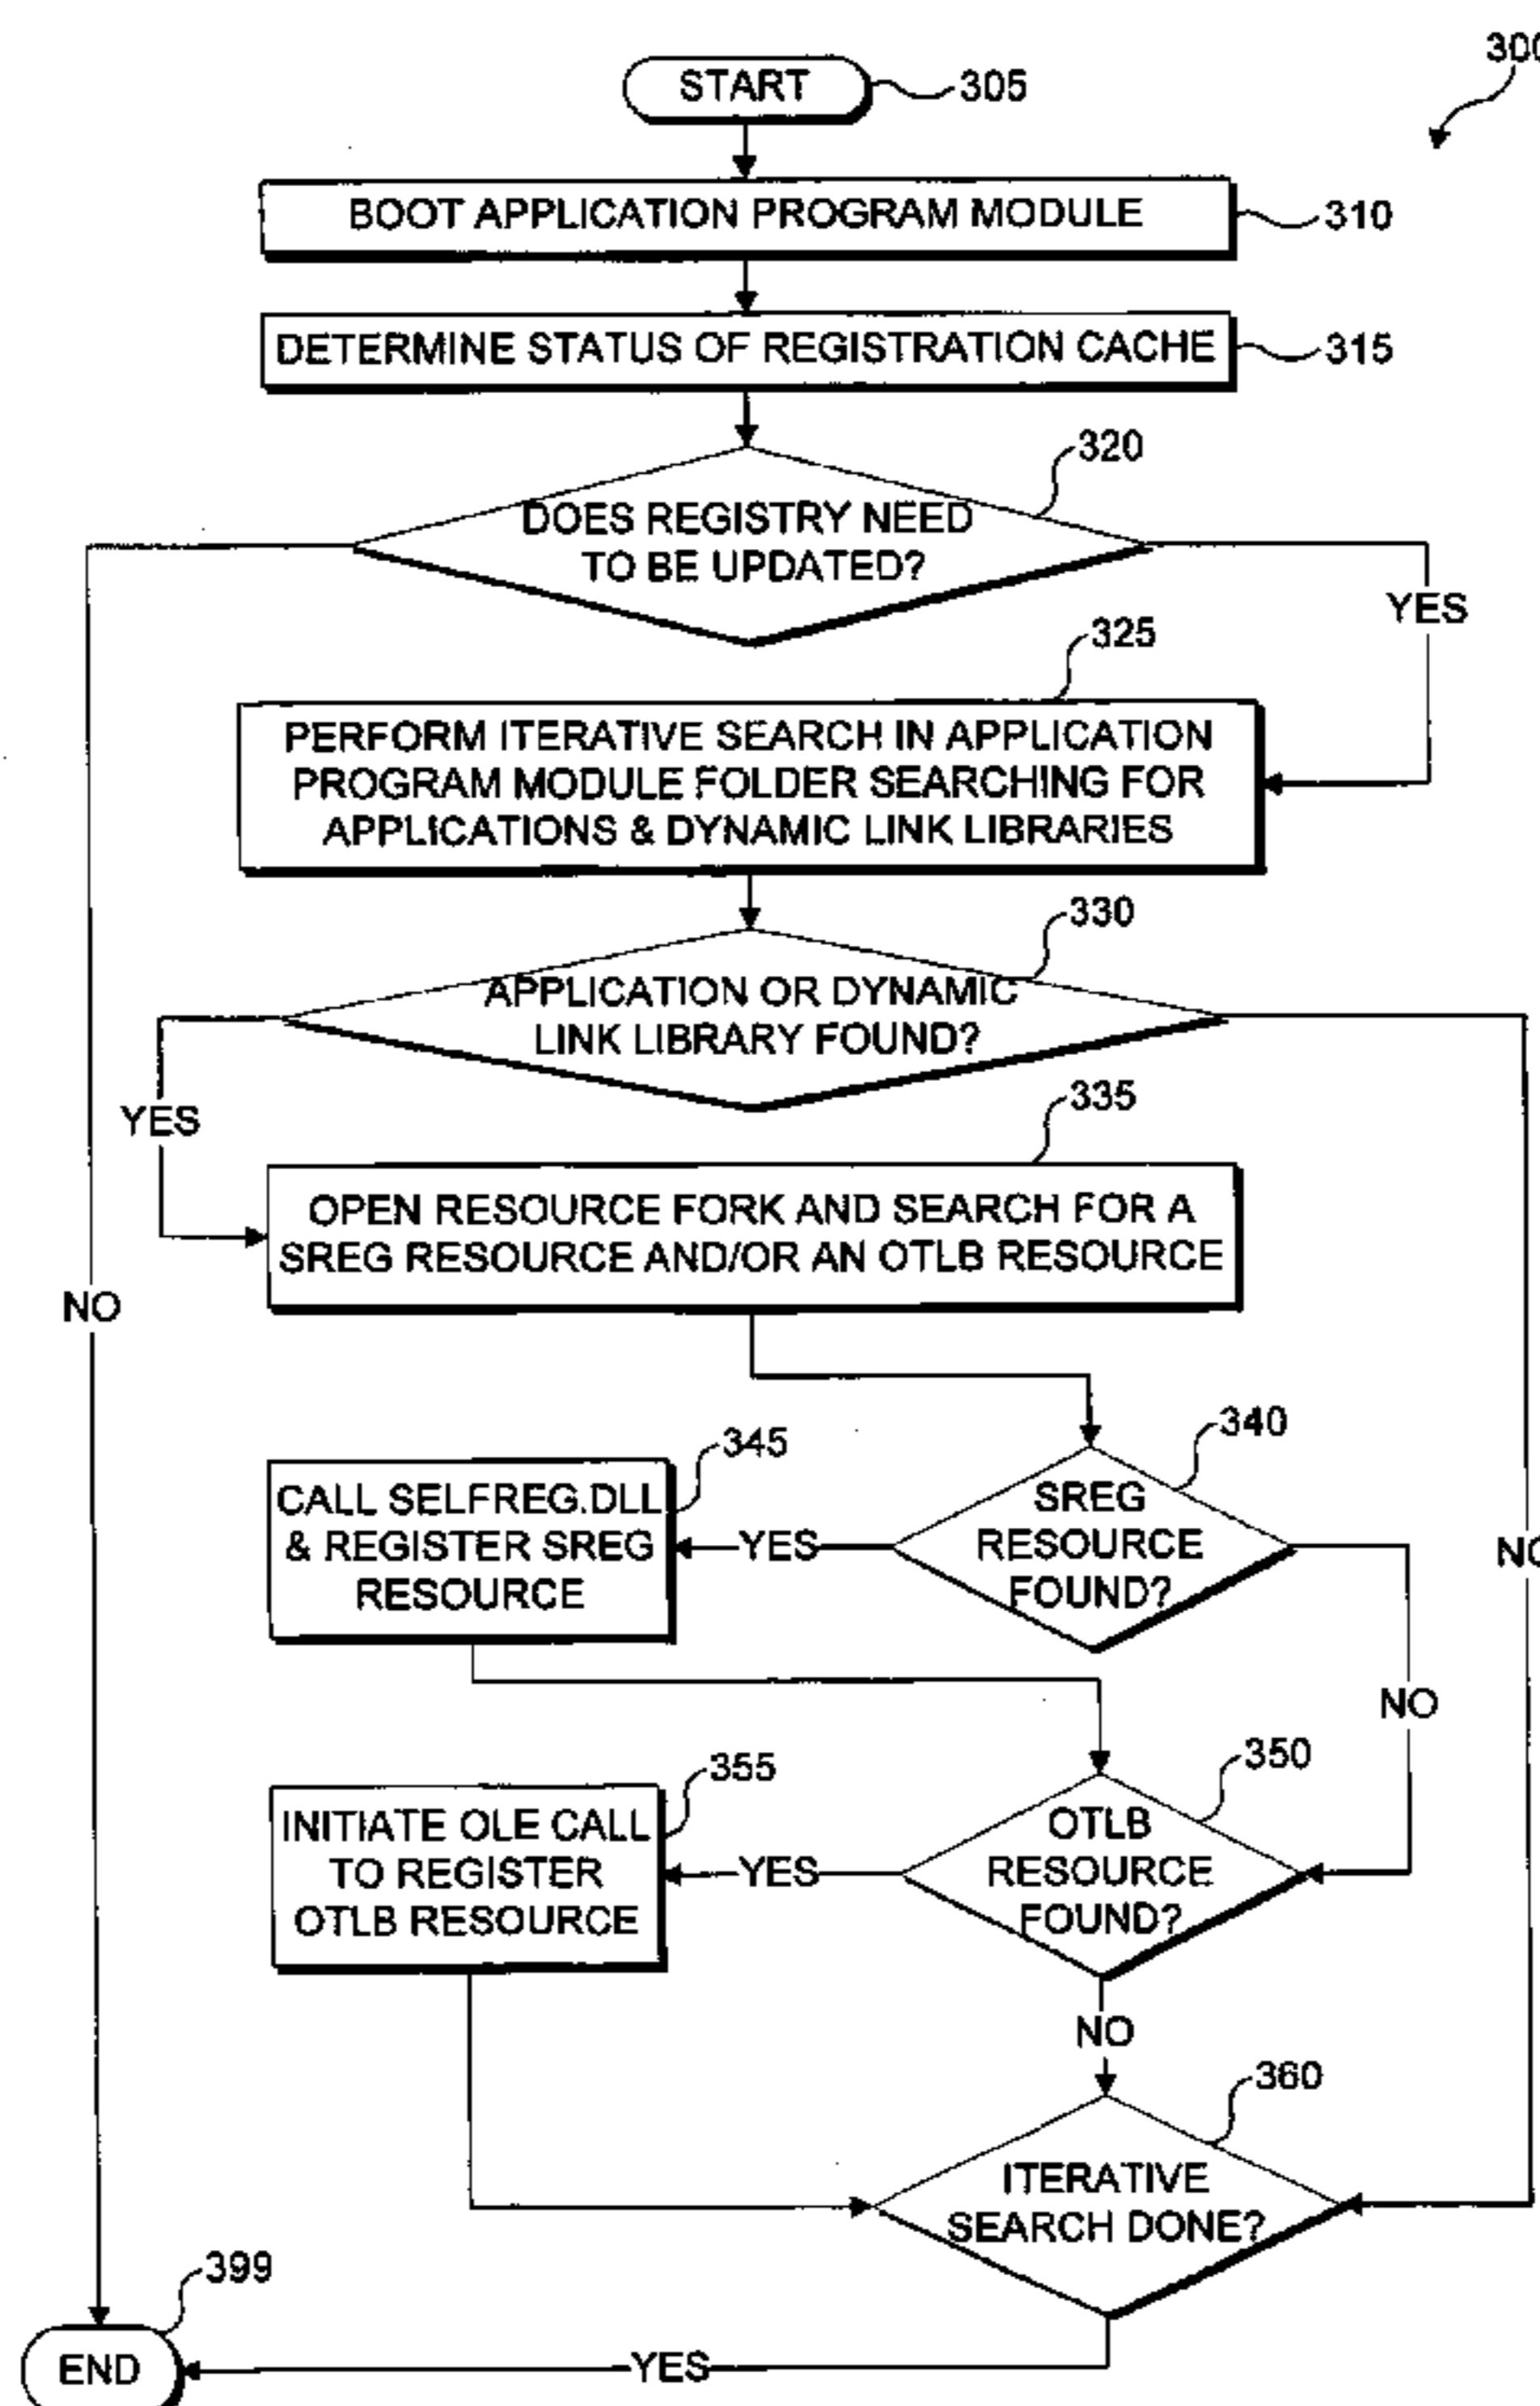 300
START
305
BOOT APPLICATION PROGRAM MODULE
310
DETERMINE STATUS OF REGISTRATION CACHE
315
320
DOES REGISTRY NEED
TO BE UPDATED?
YES
325
PERFORM ITERATIVE SEARCH IN APPLICATION
PROGRAM MODULE FOLDER SEARCHING FOR
APPLICATIONS & DYNAMIC LINK LIBRARIES
330
APPLICATION OR DYNAMIC
LINK LIBRARY FOUND?
YES
335
OPEN RESOURCE FORK AND SEARCH FOR A
SREG RESOURCE AND/OR AN OTLB RESOURCE
NO
340
345
SREG
RESOURCE
FOUND?
YES
CALL SELFREG.DLL
& REGISTER SREG
RESOURCE
NO
NO
350
355
OTLB
RESOURCE
FOUND?
YES
INITIATE OLE CALL
TO REGISTER
OTLB RESOURCE
NO
360
ITERATIVE
SEARCH DONE?
399
END
YES